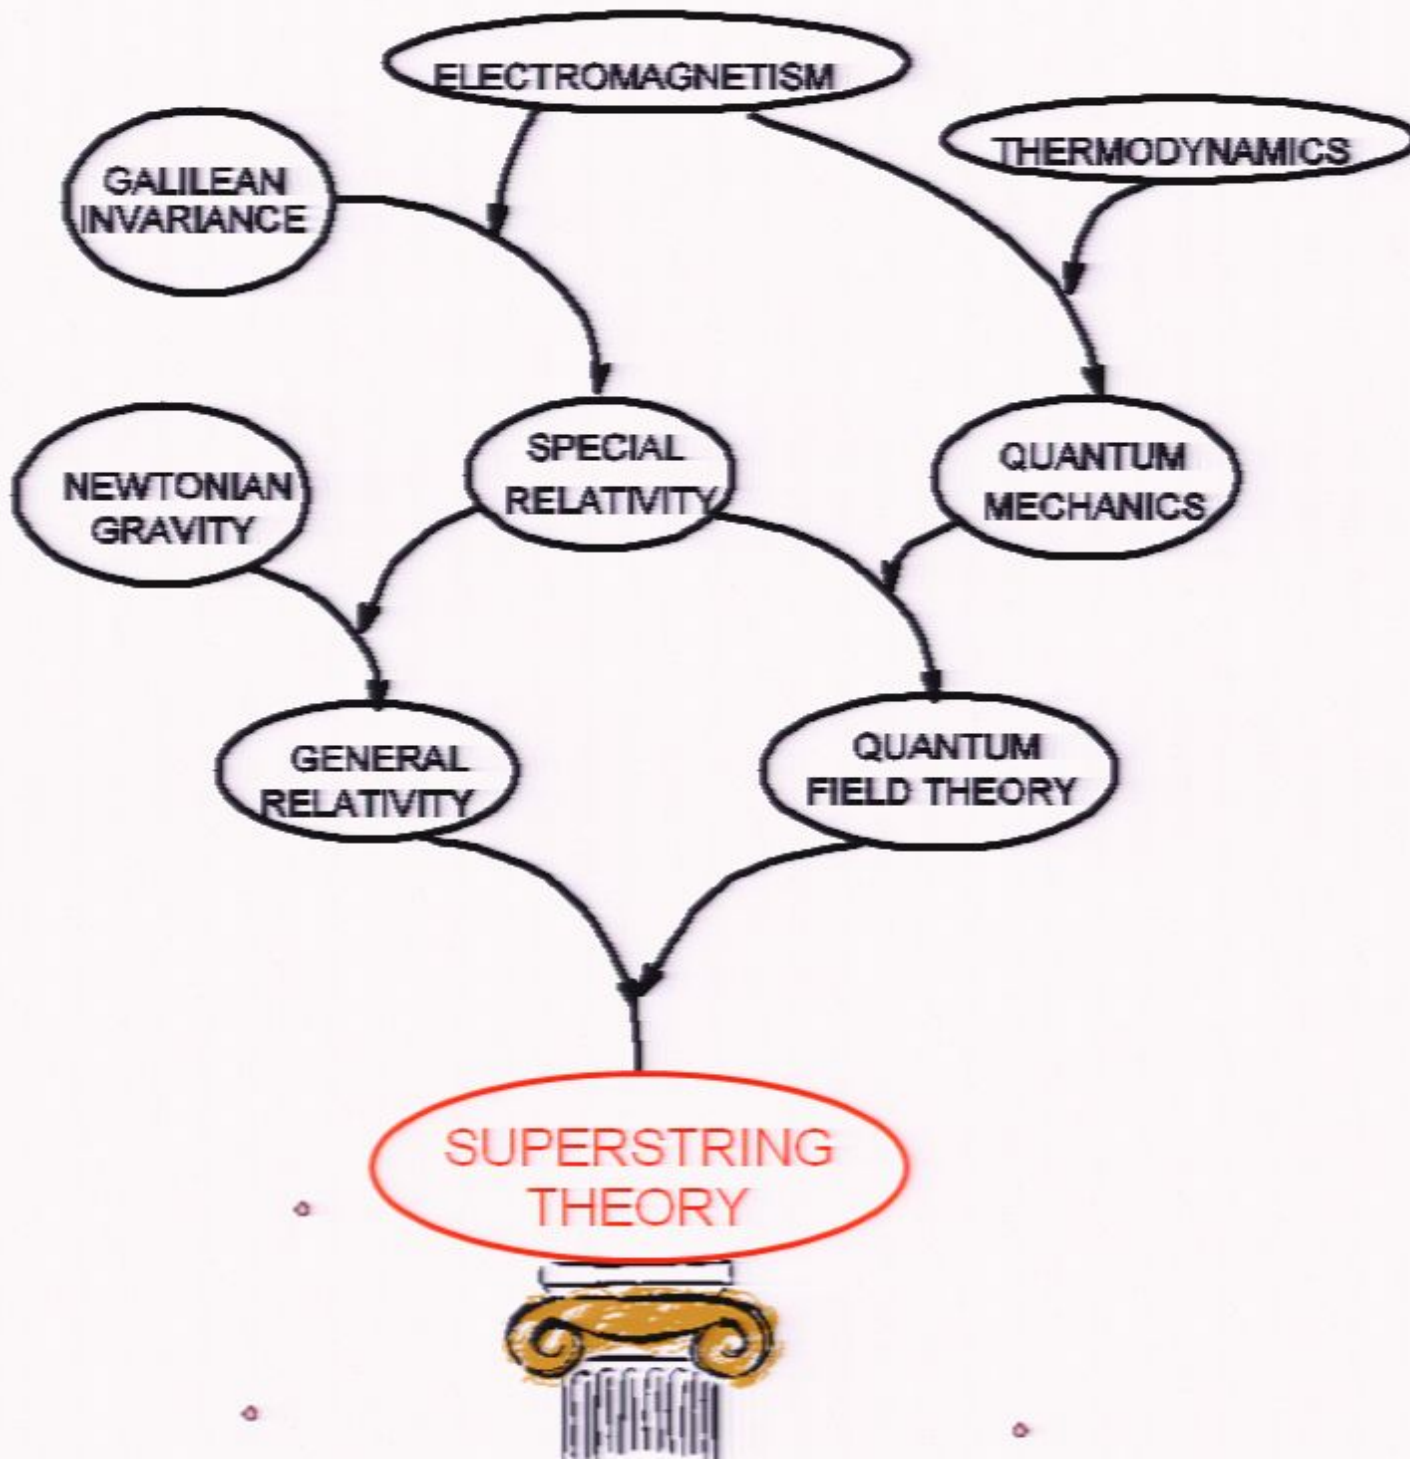 ELECTROMAGNETISM
THERMODYNAMICS
GALILEAN
INVARIANCE
SPECIAL
RELATIVITY
QUANTUM
MECHANICS
NEWTONIAN
GRAVITY
GENERAL
RELATIVITY
QUANTUM
FIELD THEORY
SUPERSTRING
THEORY